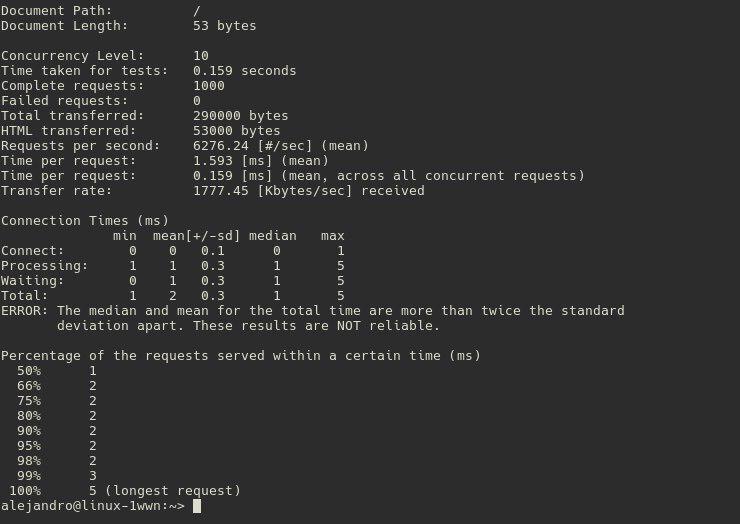 Document Path:          /
Document Length:        53 bytes

Concurrency Level:      10
Time taken for tests:   0.159 seconds
Complete requests:      1000
Failed requests:        0
Total transferred:      290000 bytes
HTML transferred:       53000 bytes
Requests per second:    6276.24 [#/sec] (mean)
Time per request:       1.593 [ms] (mean)
Time per request:       0.159 [ms] (mean, across all concurrent requests)
Transfer rate:          1777.45 [Kbytes/sec] received

Connection Times (ms)
              min  mean[+/-sd] median   max
Connect:        0    0   0.1      0       1
Processing:     1    1   0.3      1       5
Waiting:        0    1   0.3      1       5
Total:          1    2   0.3      1       5
ERROR: The median and mean for the total time are more than twice the standard
       deviation apart. These results are NOT reliable.

Percentage of the requests served within a certain time (ms)
  50%      1
  66%      2
  75%      2
  80%      2
  90%      2
  95%      2
  98%      2
  99%      3
 100%      5 (longest request)
alejandro@linux-1wwn:~>